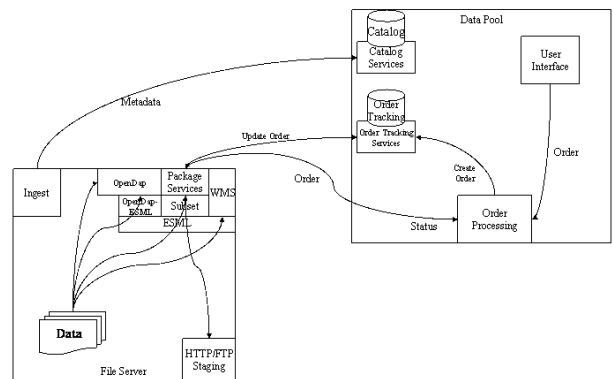 Data Pool
Catalog
Catalog
Services
User
Interface
Metadata
Order
Tracking
Order Tracking
Services
Update Order
Create
Order
Order
Order
Status
Order
Processing
Ingest
OpenDap
Package
Services
WMS
OpenDap-
ESML
Subset
ESML
Data
HTTP/FTP
Staging
File Server